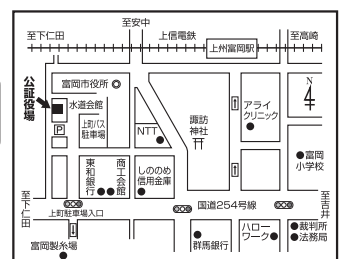 至安中
至下仁田
上信電鉄
至高崎
上州富岡駅
公証役場
富岡市役所
水道会館
P
上町バス
駐車場
NTT
諏訪
神社
アライ
クリニック
N
富岡
小学校
東和銀行
商工会館
しののめ
信用金庫
至下仁田
上町駐車場入口
国道254号線
至吉井
富岡製糸場
群馬銀行
ハロー
ワーク
裁判所
法務局